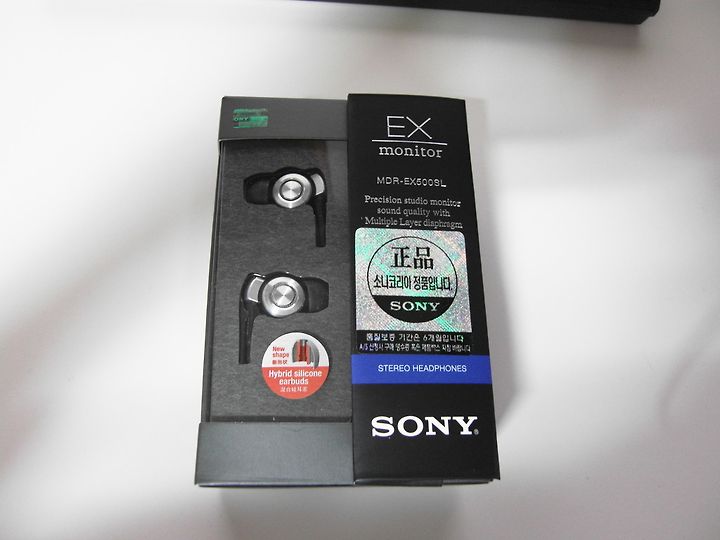 EX
monitor
MDR-EX500SL
Precision studio monitor
sound quality with
Multiple Layer diaphragm
正品
소니코리아 정품입니다.
SONY
품질보증 기간은 6개월입니다
STEREO HEADPHONES
SONY
New
shape
Hybrid silicone
earbuds